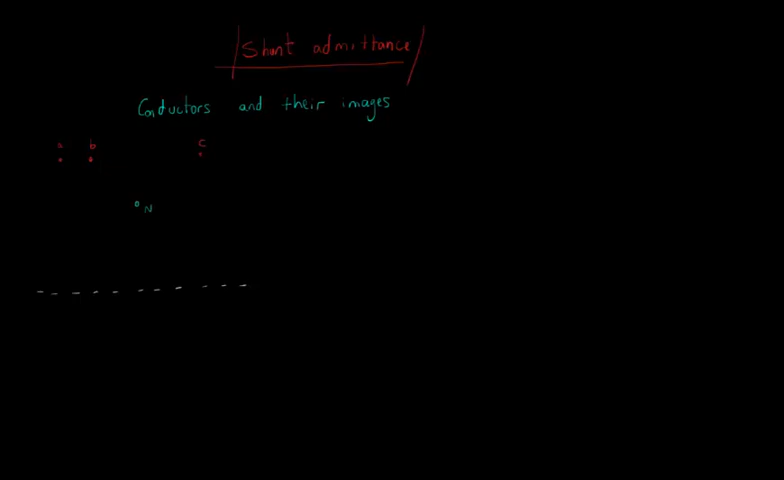 Shunt admittance
Conductors and their images
a b c
N